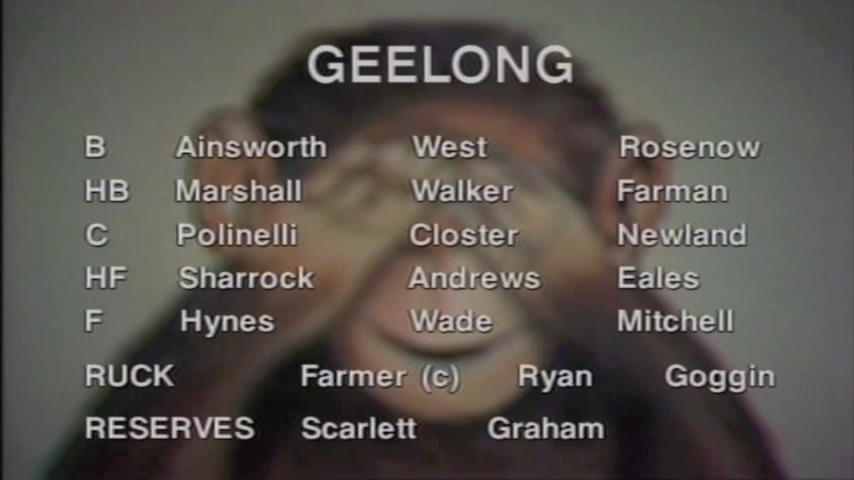 GEELONG
B Ainsworth West Rosenow
HB Marshall Walker Farman
C Polinelli Closter Newland
HF Sharrock Andrews Eales
F Hynes Wade Mitchell
RUCK Farmer (c) Ryan Goggin
RESERVES Scarlett Graham